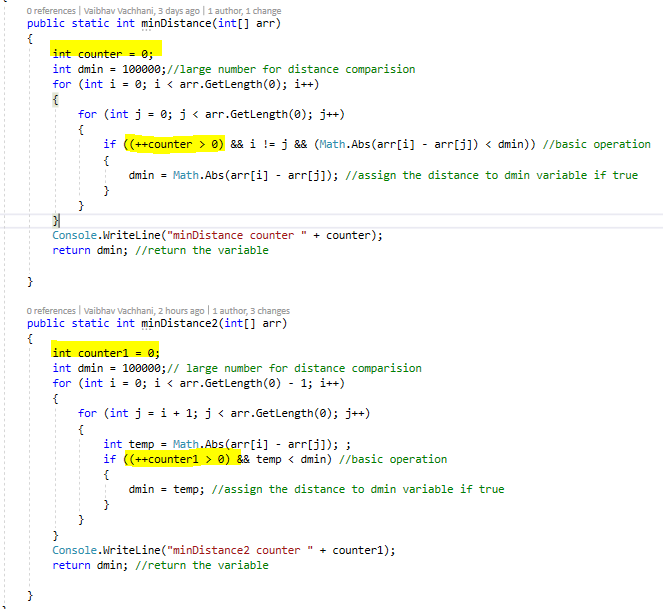 0 references | Vaibhav Vachhani, 3 days ago | 1 author, 1 change
public static int minDistance(int[] arr)
{
int counter = 0;
int dmin = 100000;//large number for distance comparision
for (int i = 0; i < arr.GetLength(0); i++)
{
for (int j = 0; j < arr.GetLength(0); j++)
{
if ((++counter > 0) && i != j && (Math.Abs(arr[i] - arr[j]) < dmin)) //basic operation
{
dmin = Math.Abs(arr[i] - arr[j]); //assign the distance to dmin variable if true
}
}
}
Console.WriteLine("minDistance counter " + counter);
return dmin; //return the variable
}
0 references | Vaibhav Vachhani, 2 hours ago | 1 author, 3 changes
public static int minDistance2(int[] arr)
{
int counter1 = 0;
int dmin = 100000;// large number for distance comparision
for (int i = 0; i < arr.GetLength(0) - 1; i++)
{
for (int j = i + 1; j < arr.GetLength(0); j++)
{
int temp = Math.Abs(arr[i] - arr[j]); ;
if ((++counter1 > 0) && temp < dmin) //basic operation
{
dmin = temp; //assign the distance to dmin variable if true
}
}
}
Console.WriteLine("minDistance2 counter " + counter1);
return dmin; //return the variable
}